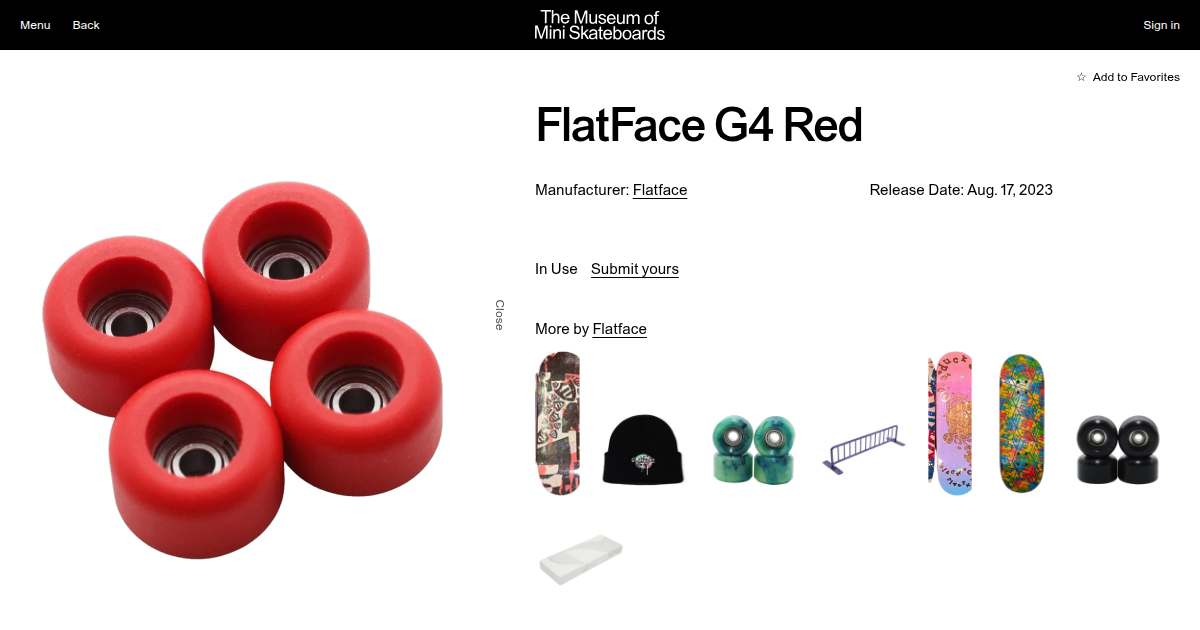 Menu
Back
The Museum of
Mini Skateboards
Sign in
☆ Add to Favorites
FlatFace G4 Red
Manufacturer: Flatface
Release Date: Aug. 17, 2023
In Use
Submit yours
Close
More by Flatface